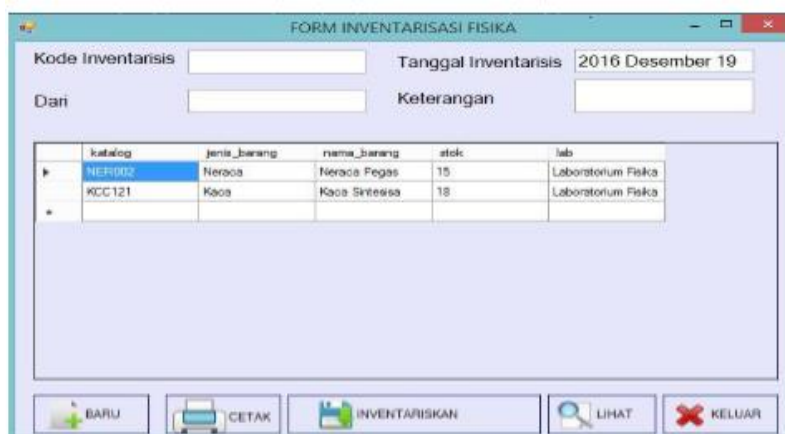 FORM INVENTARISASI FISIKA
Kode Inventarisis Tanggal Inventarisis 2016 Desember 19
Dari Keterangan
katalog jenis_barang nama_barang stok lab
NER002 Neraca Neraca Pegas 15 Laboratorium Fisika
KCC121 Kaca Kaca Sintesisa 18 Laboratorium Fisika
BARU CETAK INVENTARISKAN LIHAT KELUAR